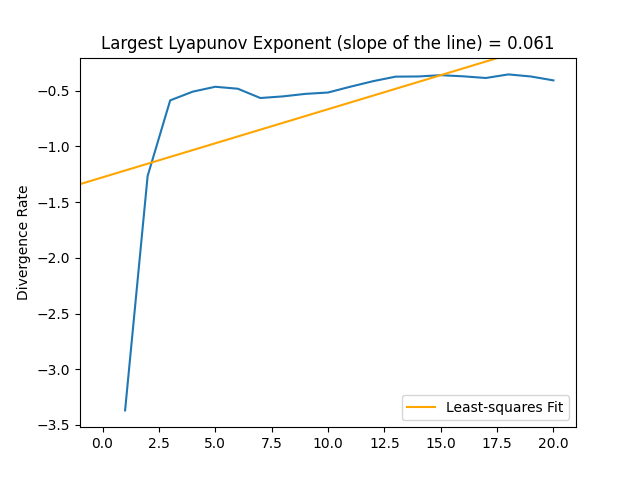 Largest Lyapunov Exponent (slope of the line) = 0.061
Divergence Rate
−0.5
−1.0
−1.5
−2.0
−2.5
−3.0
−3.5
Least-squares Fit
0.0 2.5 5.0 7.5 10.0 12.5 15.0 17.5 20.0